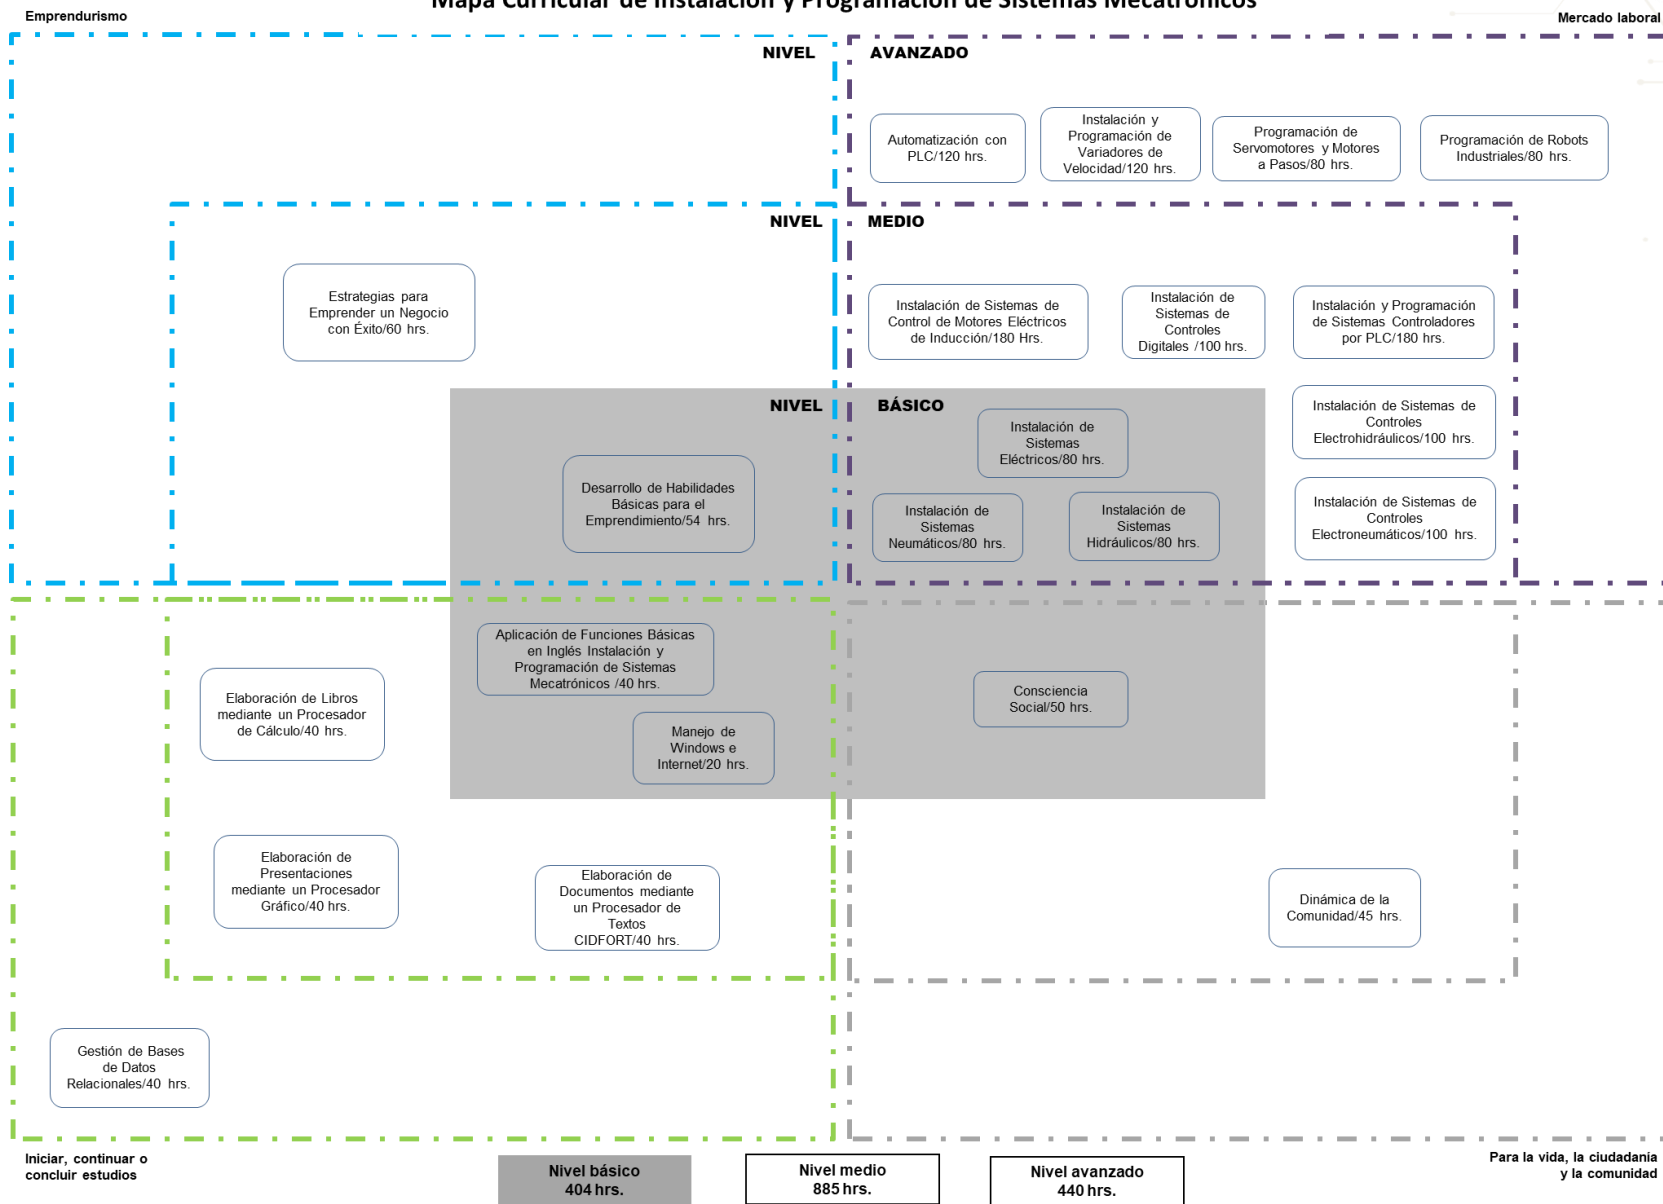 Mapa Curricular de Instalación y Programación de Sistemas Mecatrónicos
Emprendurismo
Mercado laboral
NIVEL
AVANZADO
Automatización con
PLC/120 hrs.
Instalación y
Programación de
Variadores de
Velocidad/120 hrs.
Programación de
Servomotores y Motores
a Pasos/80 hrs.
Programación de Robots
Industriales/80 hrs.
NIVEL
MEDIO
Estrategias para
Emprender un Negocio
con Éxito/60 hrs.
Instalación de Sistemas de
Control de Motores Eléctricos
de Inducción/180 Hrs.
Instalación de
Sistemas de
Controles
Digitales /100 hrs.
Instalación y Programación
de Sistemas Controladores
por PLC/180 hrs.
NIVEL
BÁSICO
Instalación de
Sistemas
Eléctricos/80 hrs.
Instalación de Sistemas de
Controles
Electrohidráulicos/100 hrs.
Desarrollo de Habilidades
Básicas para el
Emprendimiento/54 hrs.
Instalación de
Sistemas
Neumáticos/80 hrs.
Instalación de
Sistemas
Hidráulicos/80 hrs.
Instalación de Sistemas de
Controles
Electroneumáticos/100 hrs.
Aplicación de Funciones Básicas
en Inglés Instalación y
Programación de Sistemas
Mecatrónicos /40 hrs.
Elaboración de Libros
mediante un Procesador
de Cálculo/40 hrs.
Manejo de
Windows e
Internet/20 hrs.
Consciencia
Social/50 hrs.
Elaboración de
Presentaciones
mediante un Procesador
Gráfico/40 hrs.
Elaboración de
Documentos mediante
un Procesador de
Textos
CIDFORT/40 hrs.
Dinámica de la
Comunidad/45 hrs.
Gestión de Bases
de Datos
Relacionales/40 hrs.
Iniciar, continuar o
concluir estudios
Nivel básico
404 hrs.
Nivel medio
885 hrs.
Nivel avanzado
440 hrs.
Para la vida, la ciudadanía
y la comunidad